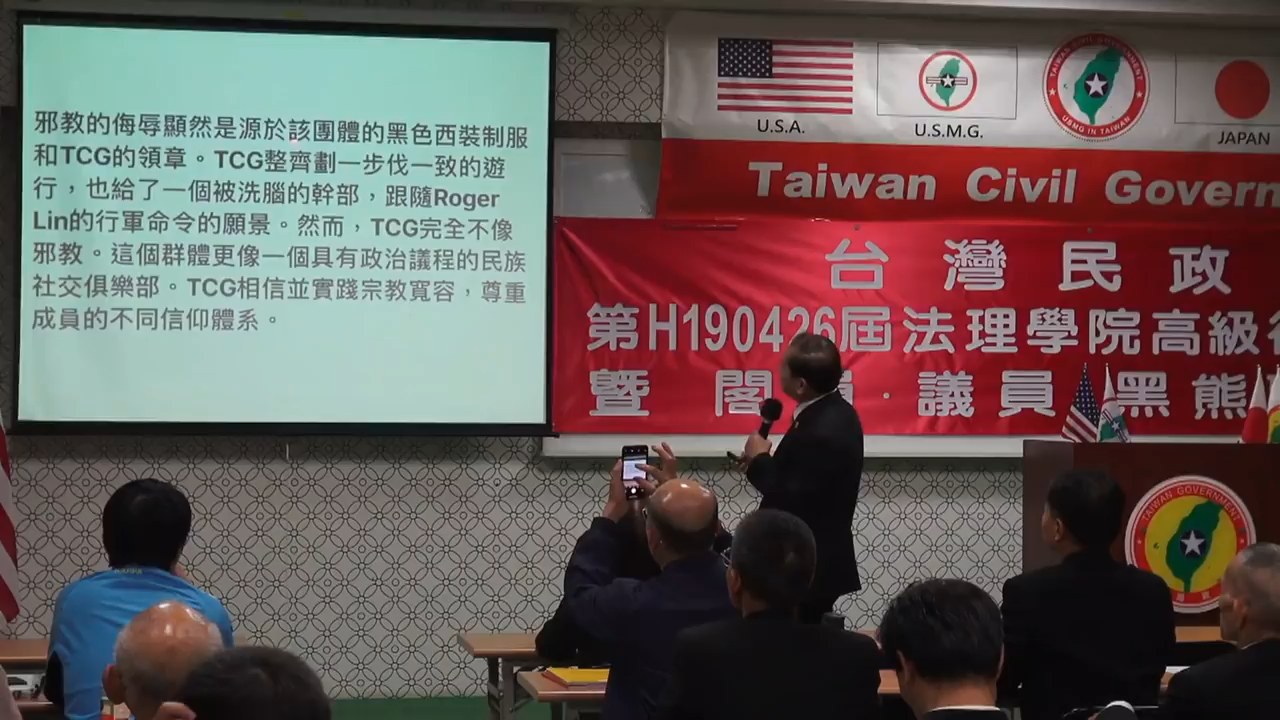 邪教的侮辱顯然是源於該團體的黑色西裝制服
和TCG的領章。TCG整齊劃一步伐一致的遊
行，也給了一個被洗腦的幹部，跟隨Roger
Lin的行軍命令的願景。然而，TCG完全不像
邪教。這個群體更像一個具有政治議程的民族
社交俱樂部。TCG相信並實踐宗教寬容，尊重
成員的不同信仰體系。
U.S.A.
U.S.M.G.
TAIWAN CIVIL GOVERNMENT
USMG IN TAIWAN
JAPAN
Taiwan Civil Govern
台灣民政
第H190426屆法理學院高級
暨 閣員·議員 黑熊
TAIWAN GOVERNMENT